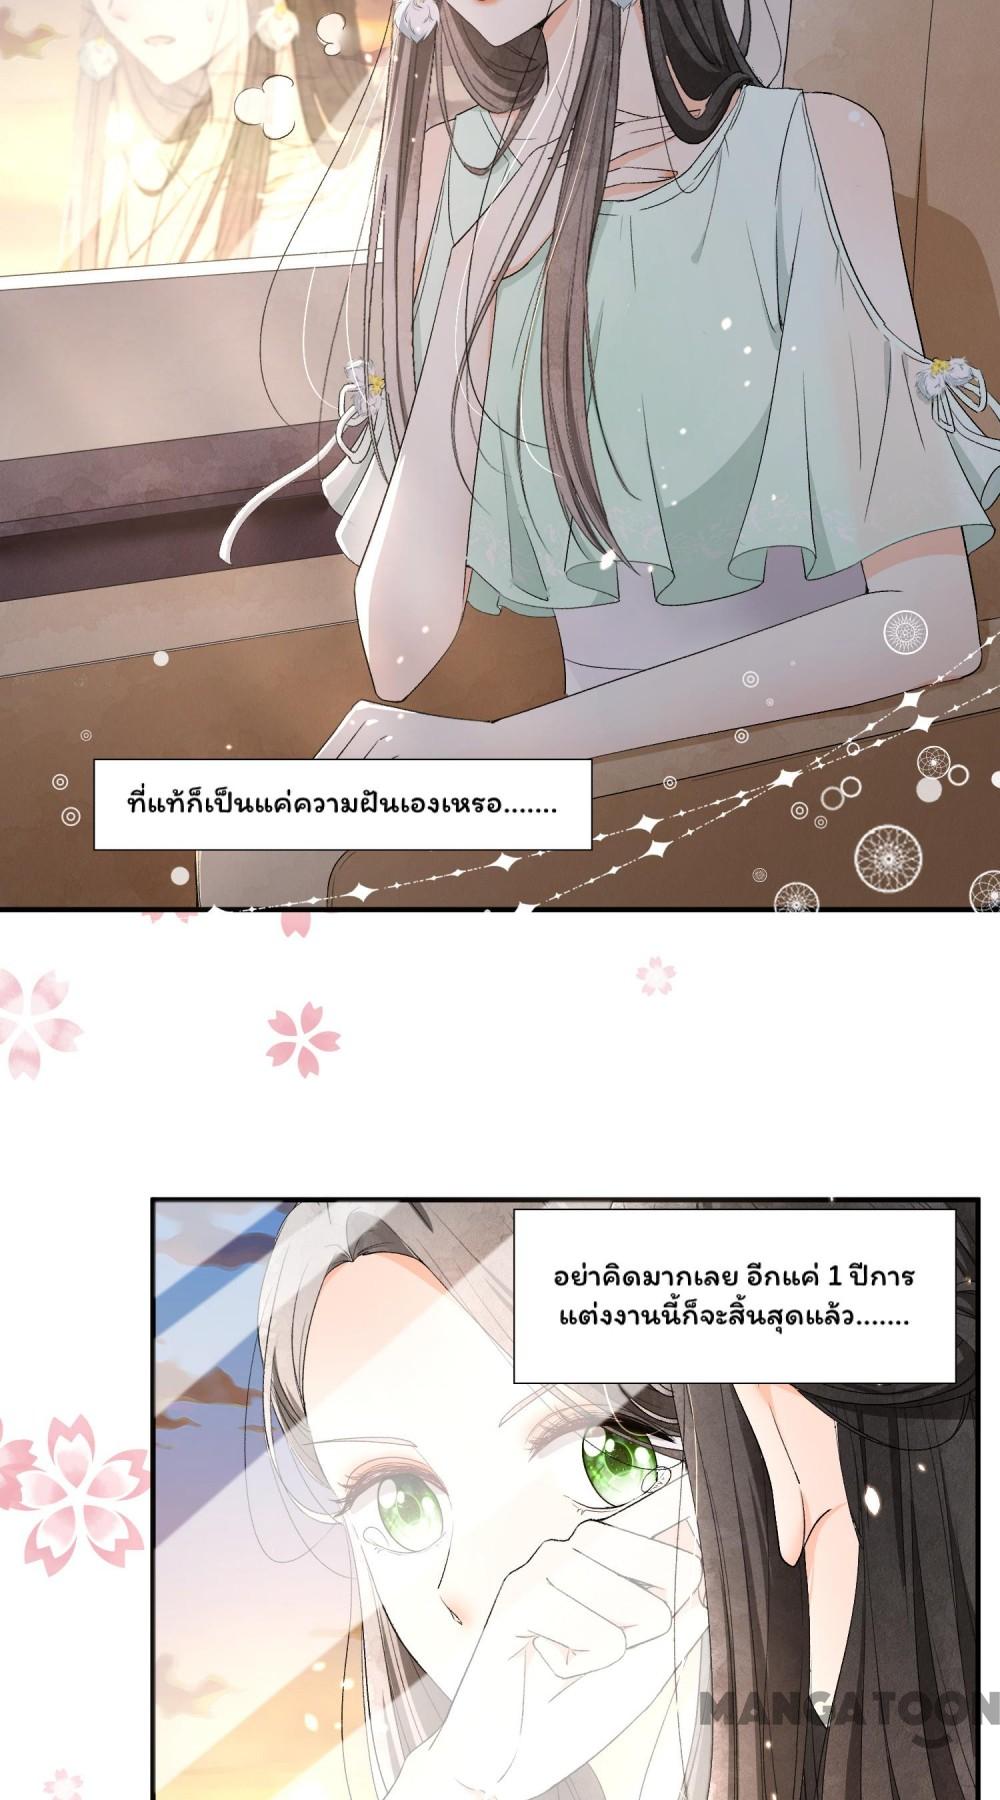 ที่แท้ก็เป็นแค่ความฝันเองเหรอ.......
อย่าคิดมากเลย อีกแค่ 1 ปีการ
แต่งงานนี้ก็จะสิ้นสุดแล้ว.......
MANGATOON